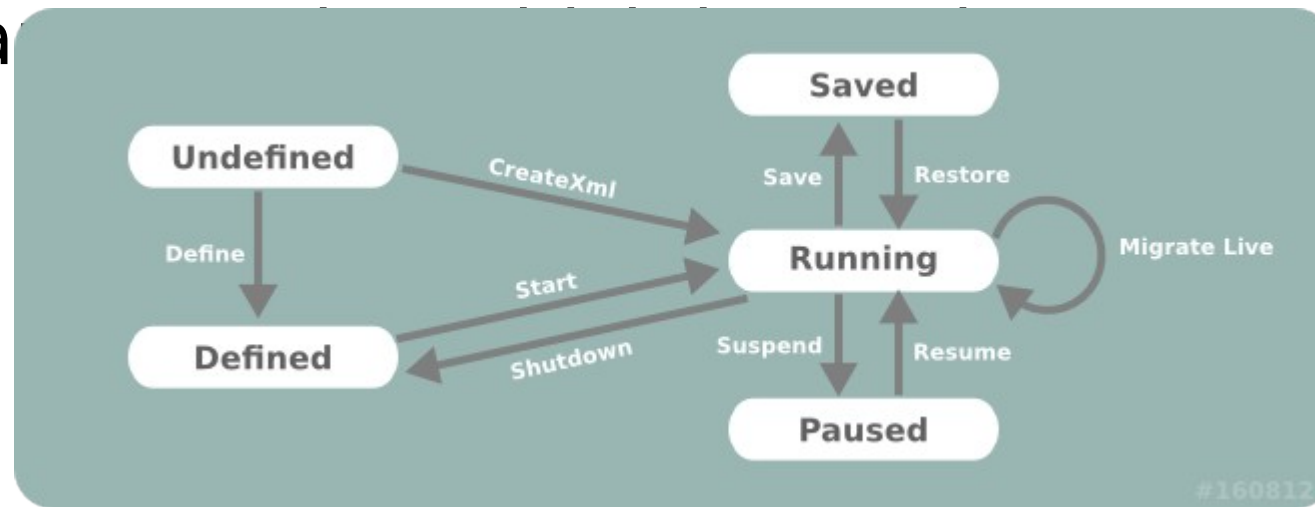 Saved
Undefined
CreateXml
Save
Restore
Define
Running
Migrate Live
Start
Shutdown
Suspend
Resume
Defined
Paused
#160812